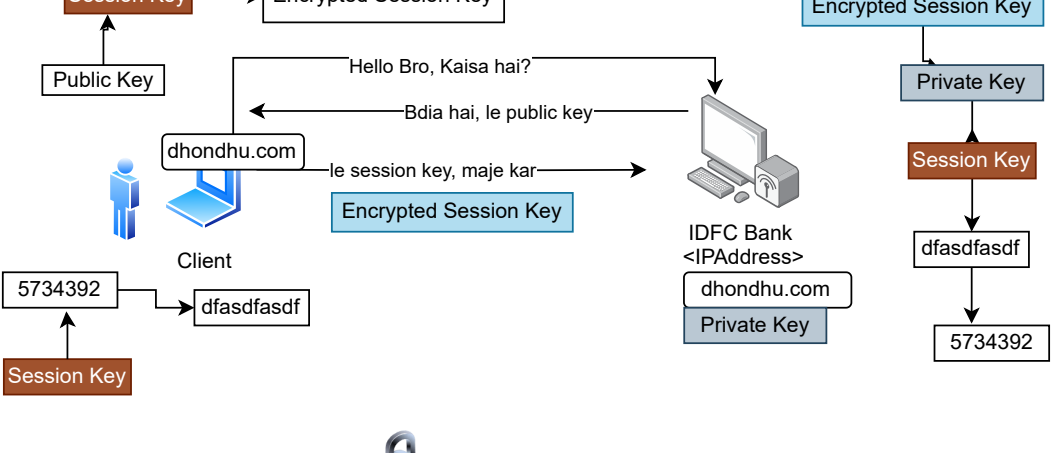 Session Key
Encrypted Session Key
Encrypted Session Key
Public Key
Hello Bro, Kaisa hai?
Private Key
Bdia hai, le public key
dhondhu.com
le session key, maje kar
Session Key
Encrypted Session Key
IDFC Bank
<IPAddress>
dfasdfasdf
Client
5734392
dfasdfasdf
dhondhu.com
Private Key
5734392
Session Key